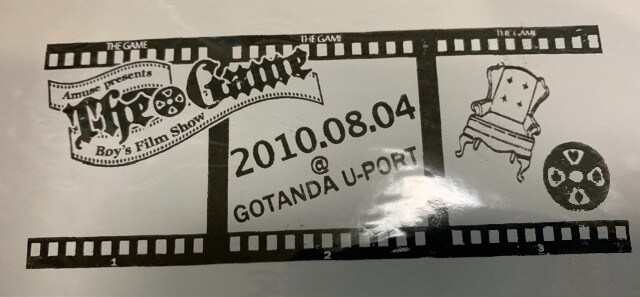 THE GAME
THE GAME
THE GAME
Amuse presents
The Game
Boy's Film Show
2010.08.04
@
GOTANDA U-PORT
1
2
3